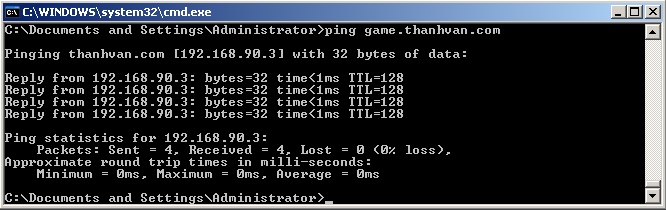 C:\WINDOWS\system32\cmd.exe
C:\Documents and Settings\Administrator>ping game.thanhvan.com
Pinging thanhvan.com [192.168.90.3] with 32 bytes of data:
Reply from 192.168.90.3: bytes=32 time<1ms TTL=128
Reply from 192.168.90.3: bytes=32 time<1ms TTL=128
Reply from 192.168.90.3: bytes=32 time<1ms TTL=128
Reply from 192.168.90.3: bytes=32 time<1ms TTL=128
Ping statistics for 192.168.90.3:
    Packets: Sent = 4, Received = 4, Lost = 0 (0% loss),
Approximate round trip times in milli-seconds:
    Minimum = 0ms, Maximum = 0ms, Average = 0ms
C:\Documents and Settings\Administrator>_